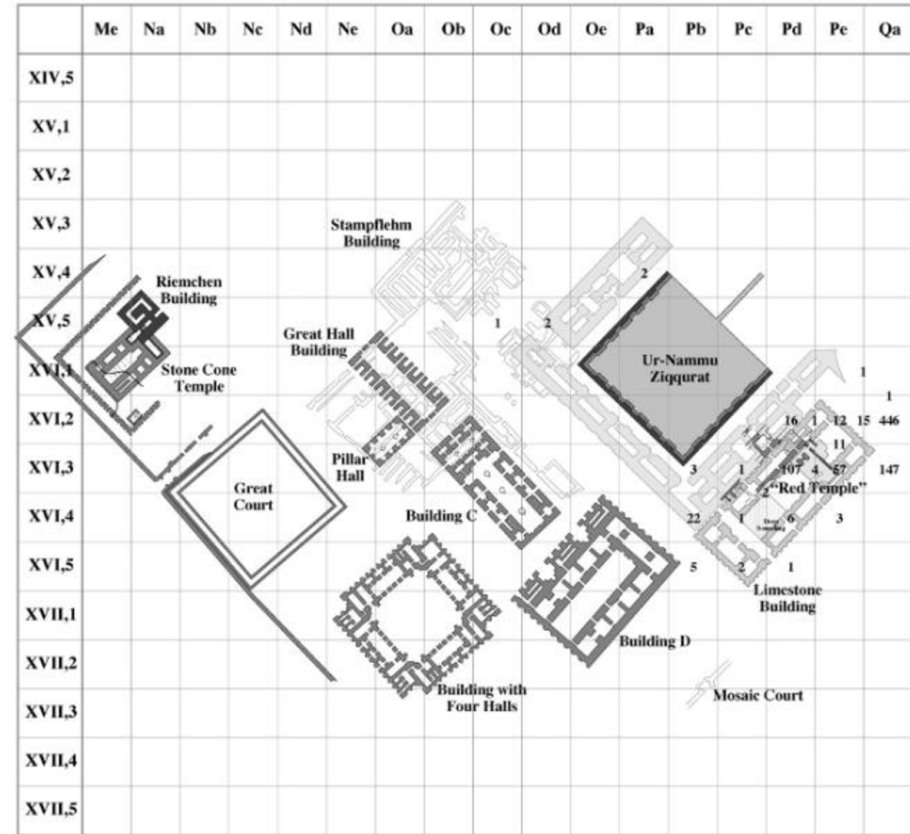 Me Na Nb Nc Nd Ne Oa Ob Oc Od Oe Pa Pb Pc Pd Pe Qa
XIV,5
XV,1
XV,2
XV,3
Stampflehm
Building
XV,4
2
Riemchen
Building
XV,5
1 2
Great Hall
Building
Ur-Nammu
Ziqqurat
XVI,1
1
Stone Cone
Temple
1
XVI,2
16 1 12 15 446
11
XVI,3
Pillar
Hall
3 1 107 4 57 147
Great
Court
2
"Red Temple"
XVI,4
Building C
22 1 6 3
XVI,5
5 2 1
Limestone
Building
XVII,1
Building D
XVII,2
Building with
Four Halls
Mosaic Court
XVII,3
XVII,4
XVII,5